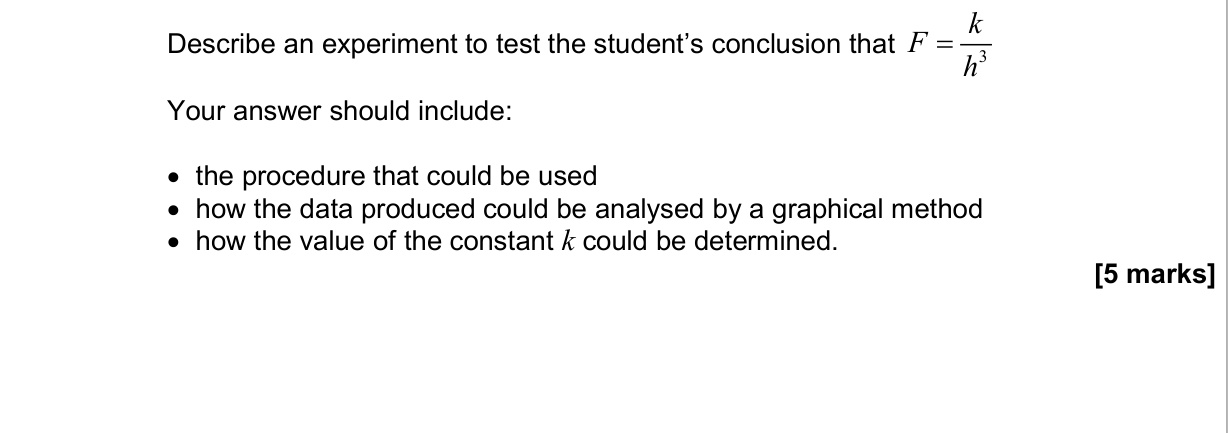 Describe an experiment to test the student's conclusion that F = k/h³
Your answer should include:
• the procedure that could be used
• how the data produced could be analysed by a graphical method
• how the value of the constant k could be determined.
[5 marks]